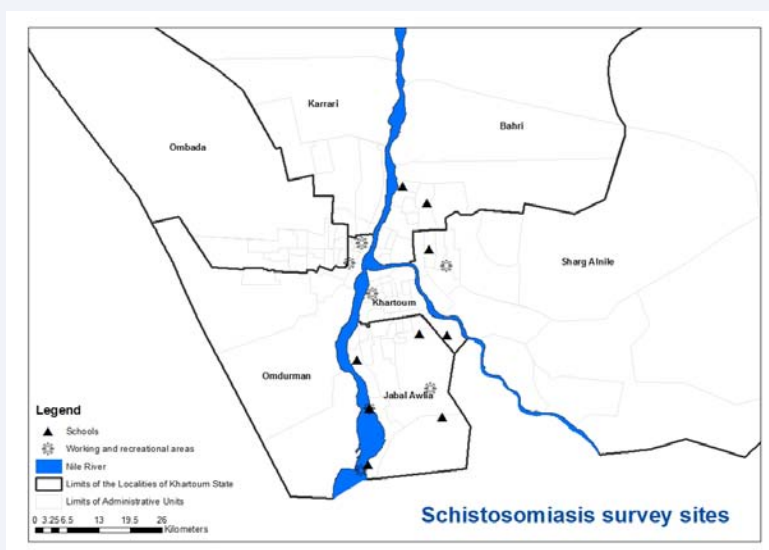 Karrari
Bahri
Ombada
Sharg Alnile
Khartoum
Omdurman
Jabal Awlia
Legend
Schools
Working and recreational areas
Nile River
Limits of the Localities of Khartoum State
Limits of Administrative Units
0 3.25 6.5 13 19.5 26
Kilometers
Schistosomiasis survey sites